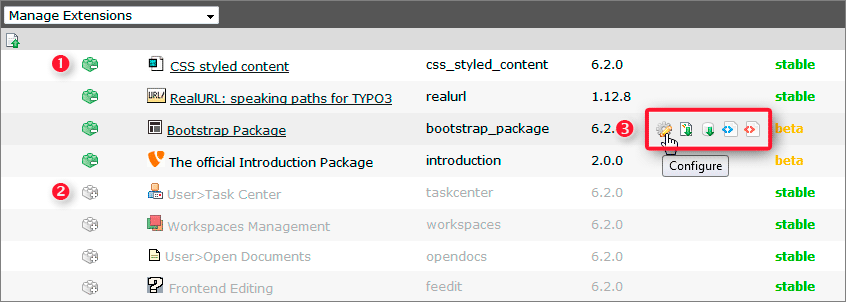 Manage Extensions
1 CSS styled content css_styled_content 6.2.0 stable
URL/ RealURL: speaking paths for TYPO3 realurl 1.12.8 stable
Bootstrap Package bootstrap_package 6.2. 3 beta
The official Introduction Package introduction 2.0.0 beta
Configure
2 User>Task Center taskcenter 6.2.0 stable
Workspaces Management workspaces 6.2.0 stable
User>Open Documents opendocs 6.2.0 stable
Frontend Editing feedit 6.2.0 stable